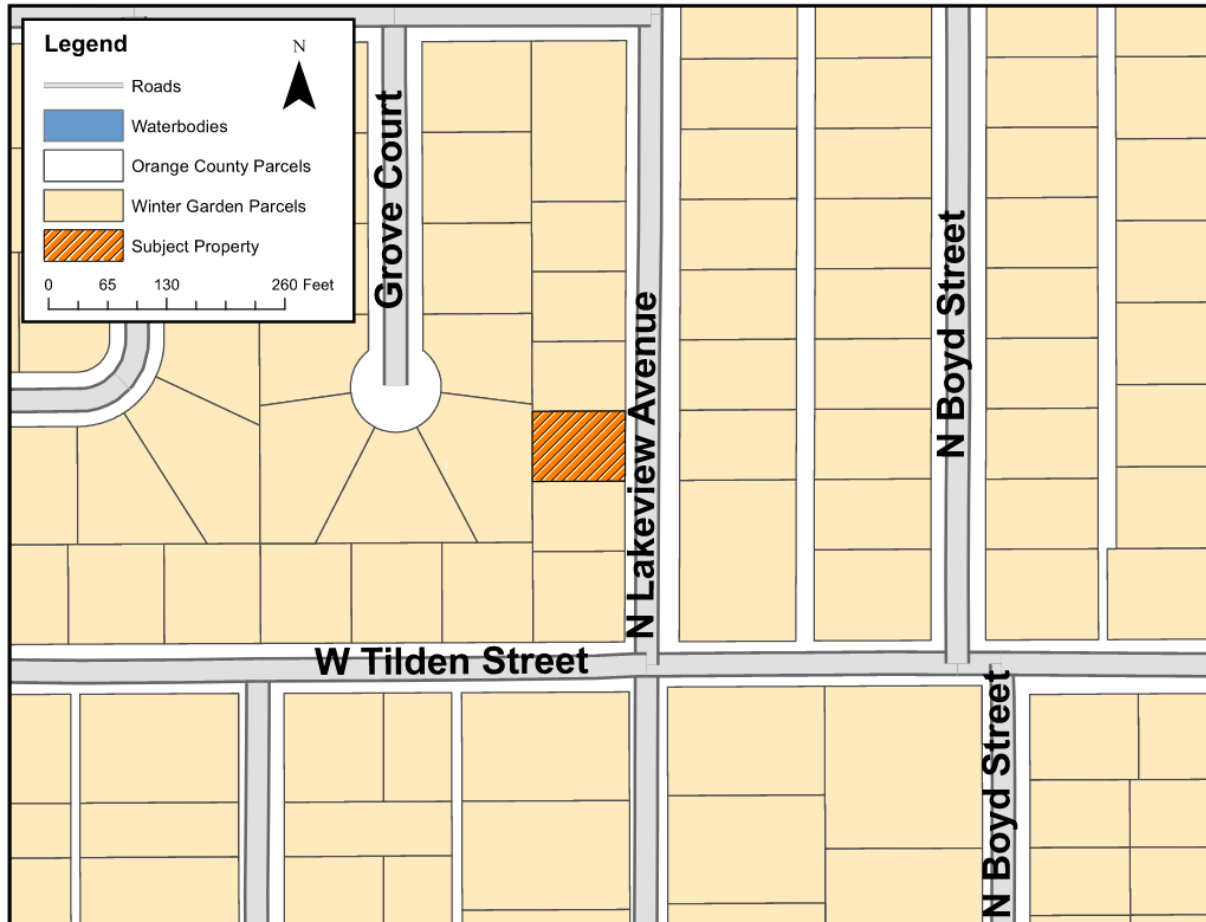 Legend
N
Roads
Waterbodies
Orange County Parcels
Winter Garden Parcels
Subject Property
0 65 130 260 Feet
Grove Court
N Lakeview Avenue
N Boyd Street
W Tilden Street
N Boyd Street